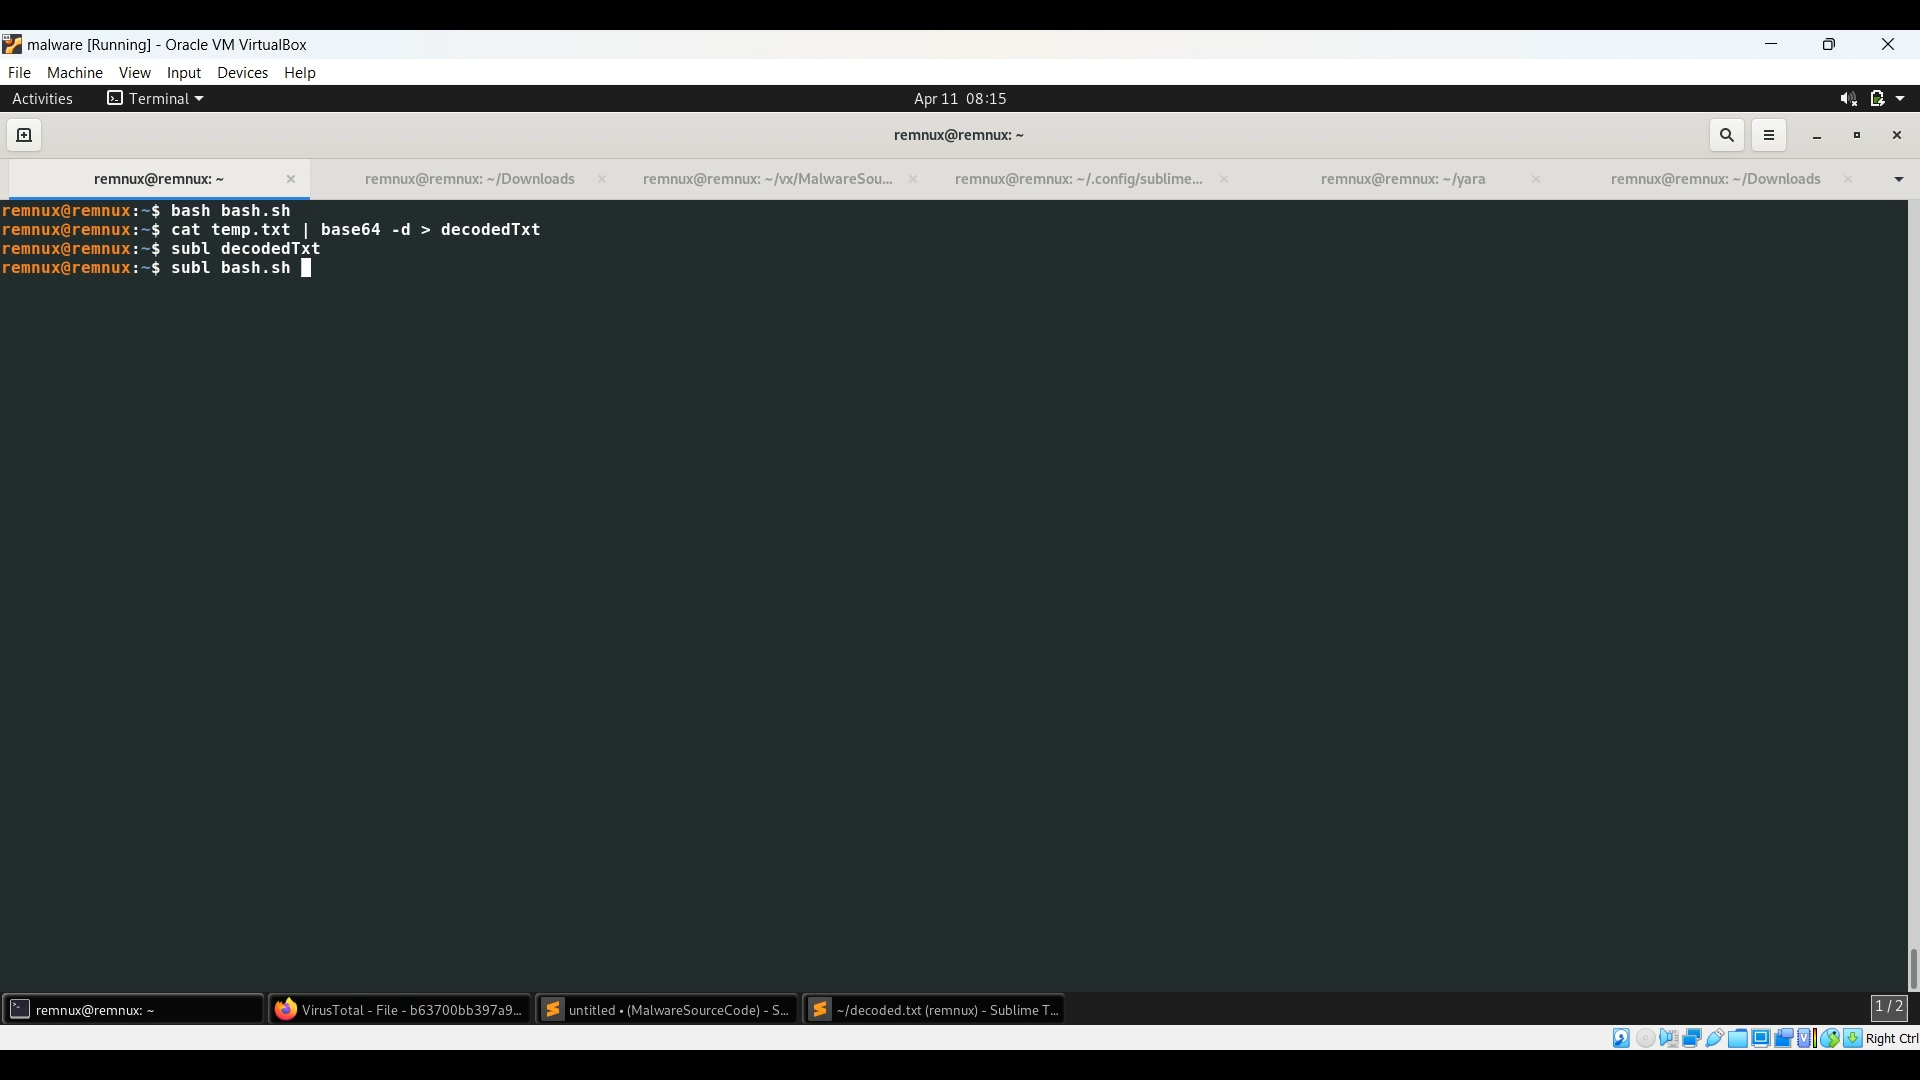 malware [Running] - Oracle VM VirtualBox
File Machine View Input Devices Help
Activities Terminal Apr 11 08:15
remnux@remnux: ~
remnux@remnux: ~ remnux@remnux: ~/Downloads remnux@remnux: ~/vx/MalwareSou... remnux@remnux: ~/.config/sublime... remnux@remnux: ~/yara remnux@remnux: ~/Downloads
remnux@remnux:~$ bash bash.sh
remnux@remnux:~$ cat temp.txt | base64 -d > decodedTxt
remnux@remnux:~$ subl decodedTxt
remnux@remnux:~$ subl bash.sh
remnux@remnux: ~ VirusTotal - File - b63700bb397a9... untitled • (MalwareSourceCode) - S... ~/decoded.txt (remnux) - Sublime T... 1 / 2
Right Ctrl